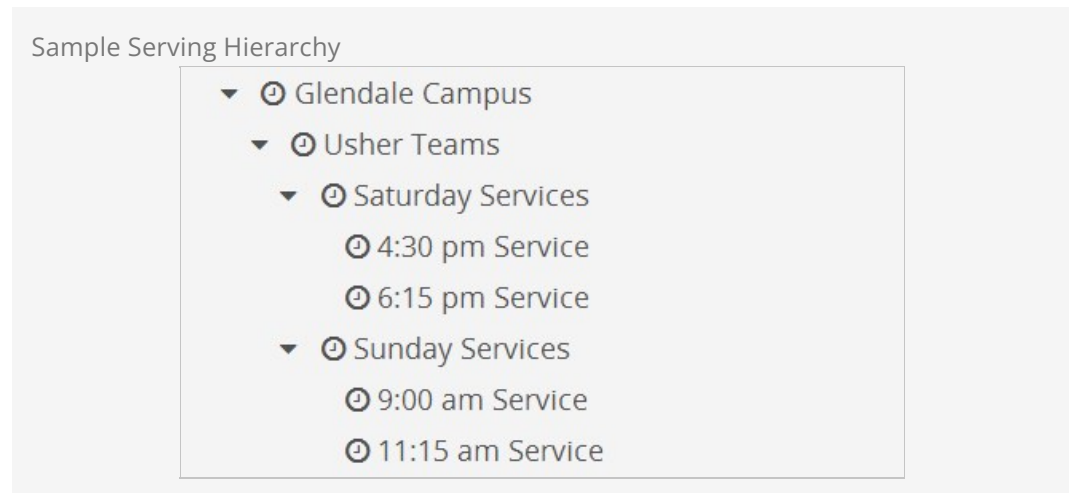 Sample Serving Hierarchy
Glendale Campus
Usher Teams
Saturday Services
4:30 pm Service
6:15 pm Service
Sunday Services
9:00 am Service
11:15 am Service